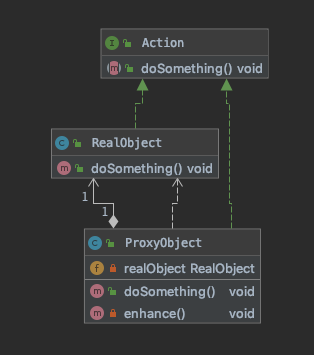 Action
doSomething() void
RealObject
doSomething() void
1
1
ProxyObject
realObject RealObject
doSomething() void
enhance() void